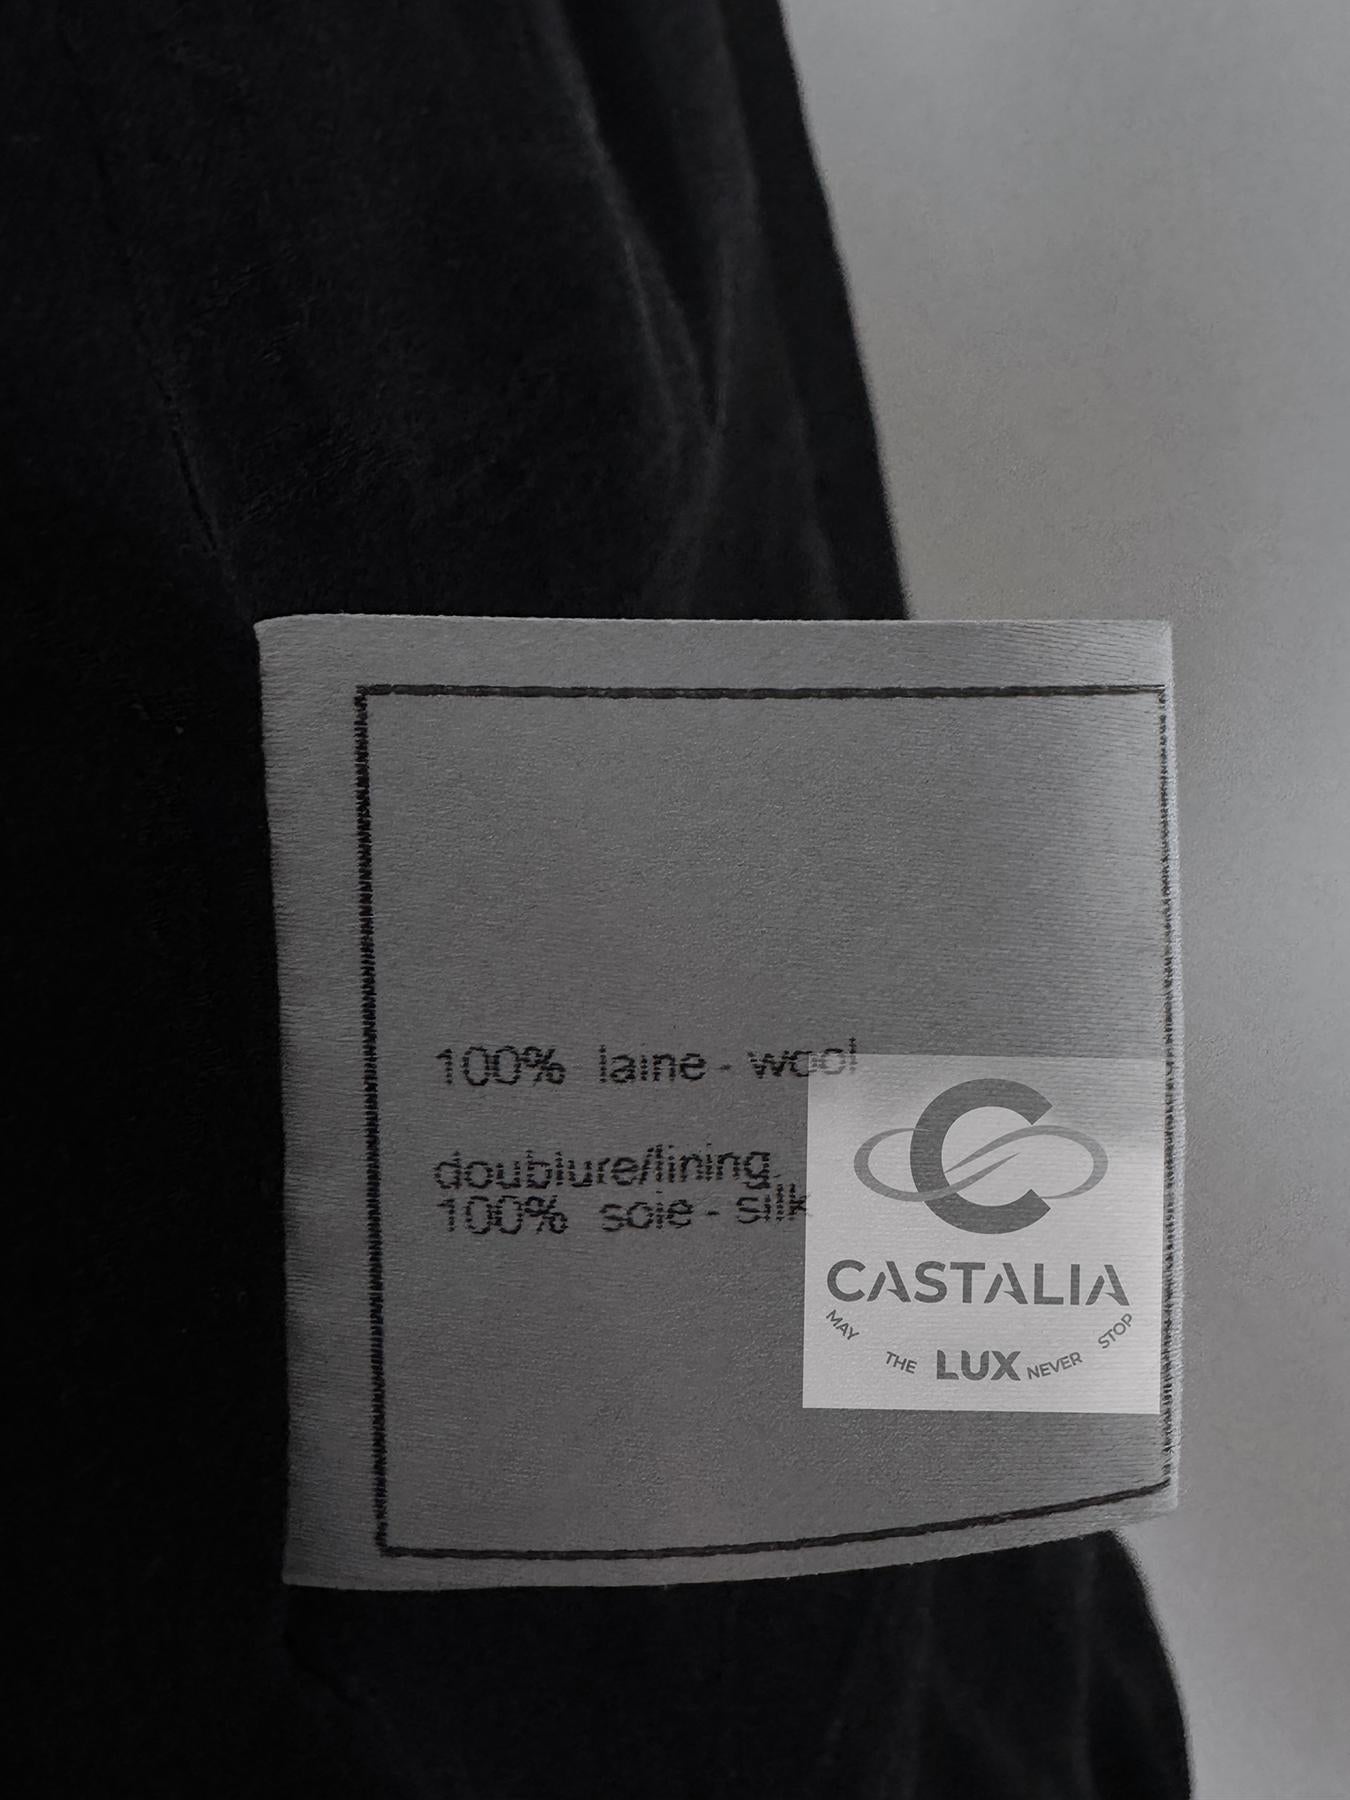 100% laine - wool
doublure/lining
100% soie - silk
C
CASTALIA
MAY THE LUX NEVER STOP